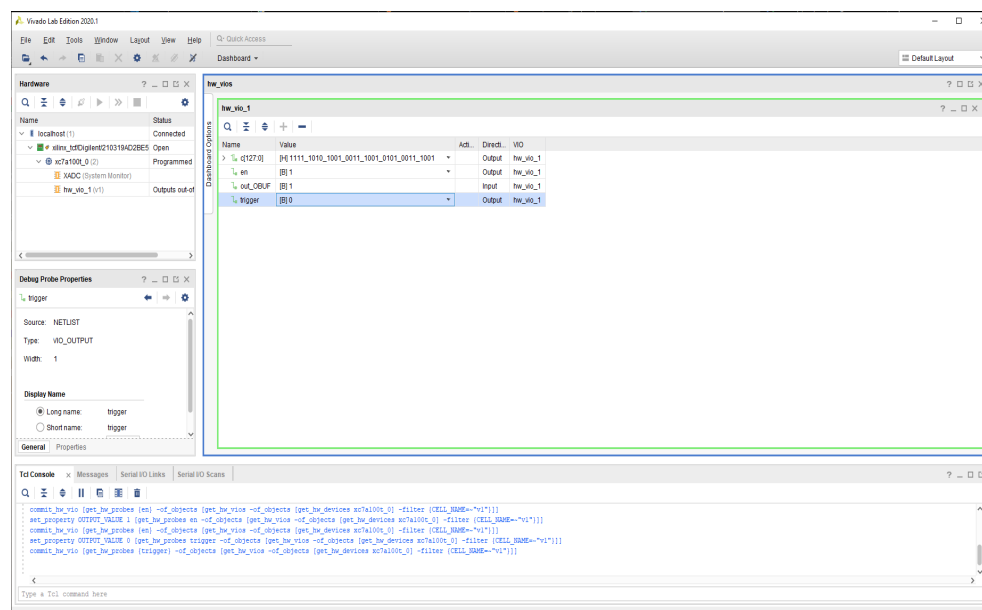 Vivado Lab Edition 2020.1
File Edit Tools Window Layout View Help Q- Quick Access
Dashboard
Default Layout
Hardware
Name Status
localhost (1) Connected
xilinx_tcf/Digilent/210319AD2BE5 Open
xc7a100t_0 (2) Programmed
XADC (System Monitor)
hw_vio_1 (v1) Outputs out-of
Debug Probe Properties
trigger
Source: NETLIST
Type: VIO_OUTPUT
Width: 1
Display Name
Long name: trigger
Short name: trigger
General Properties
hw_vios
Dashboard Options
hw_vio_1
Name Value Acti... Directi... VIO
c[127:0] [H] 1111_1010_1001_0011_1001_0101_0011_1001 Output hw_vio_1
en [B] 1 Output hw_vio_1
out_OBUF [B] 1 Input hw_vio_1
trigger [B] 0 Output hw_vio_1
Tcl Console Messages Serial I/O Links Serial I/O Scans
commit_hw_vio [get_hw_probes {en} -of_objects [get_hw_vios -of_objects [get_hw_devices xc7a100t_0] -filter {CELL_NAME=~"v1"}]]
set_property OUTPUT_VALUE 1 [get_hw_probes en -of_objects [get_hw_vios -of_objects [get_hw_devices xc7a100t_0] -filter {CELL_NAME=~"v1"}]]
commit_hw_vio [get_hw_probes {en} -of_objects [get_hw_vios -of_objects [get_hw_devices xc7a100t_0] -filter {CELL_NAME=~"v1"}]]
set_property OUTPUT_VALUE 0 [get_hw_probes trigger -of_objects [get_hw_vios -of_objects [get_hw_devices xc7a100t_0] -filter {CELL_NAME=~"v1"}]]
commit_hw_vio [get_hw_probes {trigger} -of_objects [get_hw_vios -of_objects [get_hw_devices xc7a100t_0] -filter {CELL_NAME=~"v1"}]]
Type a Tcl command here